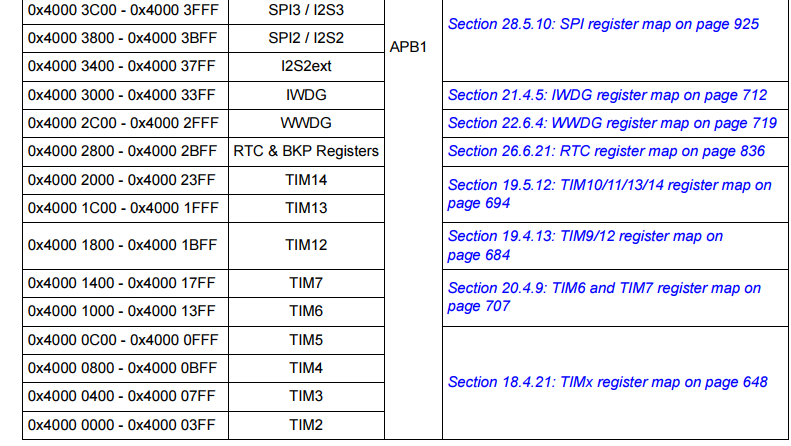 0x4000 3C00 - 0x4000 3FFF SPI3 / I2S3
APB1
Section 28.5.10: SPI register map on page 925
0x4000 3800 - 0x4000 3BFF SPI2 / I2S2
0x4000 3400 - 0x4000 37FF I2S2ext
0x4000 3000 - 0x4000 33FF IWDG Section 21.4.5: IWDG register map on page 712
0x4000 2C00 - 0x4000 2FFF WWDG Section 22.6.4: WWDG register map on page 719
0x4000 2800 - 0x4000 2BFF RTC & BKP Registers Section 26.6.21: RTC register map on page 836
0x4000 2000 - 0x4000 23FF TIM14 Section 19.5.12: TIM10/11/13/14 register map on
page 694
0x4000 1C00 - 0x4000 1FFF TIM13
0x4000 1800 - 0x4000 1BFF TIM12 Section 19.4.13: TIM9/12 register map on
page 684
0x4000 1400 - 0x4000 17FF TIM7 Section 20.4.9: TIM6 and TIM7 register map on
page 707
0x4000 1000 - 0x4000 13FF TIM6
0x4000 0C00 - 0x4000 0FFF TIM5
Section 18.4.21: TIMx register map on page 648
0x4000 0800 - 0x4000 0BFF TIM4
0x4000 0400 - 0x4000 07FF TIM3
0x4000 0000 - 0x4000 03FF TIM2